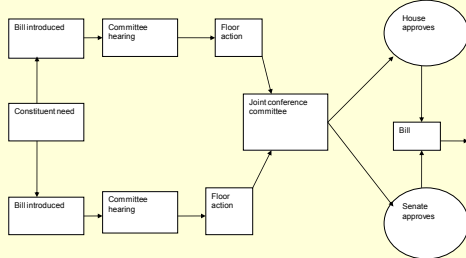 Bill introduced
Committee
hearing
Floor
action
House
approves
Constituent need
Joint conference
committee
Bill
Bill introduced
Committee
hearing
Floor
action
Senate
approves